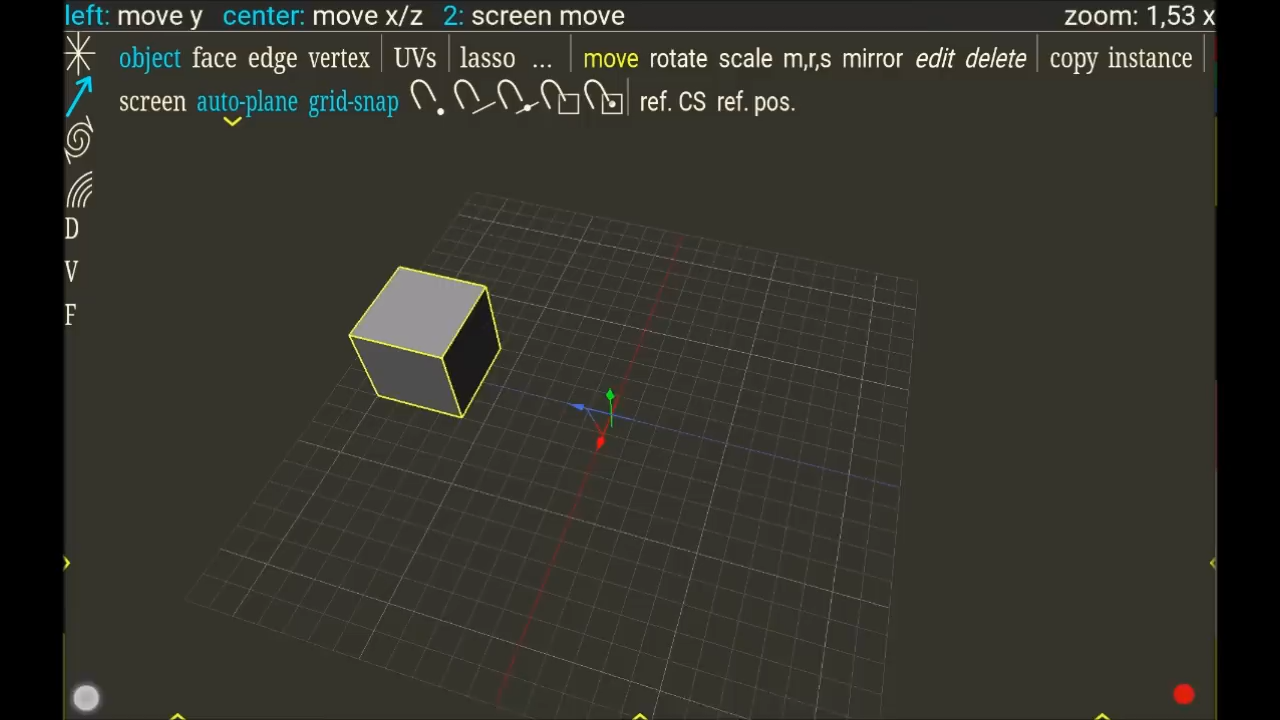 left: move y center: move x/z 2: screen move zoom: 1,53 x
object face edge vertex UVs lasso ... move rotate scale m,r,s mirror edit delete copy instance
screen auto-plane grid-snap ref. CS ref. pos.
D
V
F